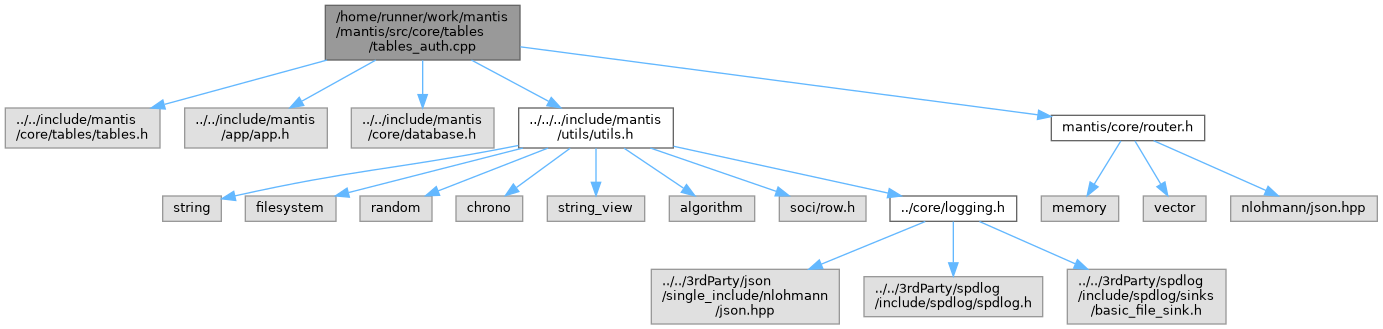 /home/runner/work/mantis
/mantis/src/core/tables
/tables_auth.cpp
../../include/mantis
/core/tables/tables.h
../../include/mantis
/app/app.h
../../include/mantis
/core/database.h
../../../include/mantis
/utils/utils.h
mantis/core/router.h
string
filesystem
random
chrono
string_view
algorithm
soci/row.h
../core/logging.h
memory
vector
nlohmann/json.hpp
../../3rdParty/json
/single_include/nlohmann
/json.hpp
../../3rdParty/spdlog
/include/spdlog/spdlog.h
../../3rdParty/spdlog
/include/spdlog/sinks
/basic_file_sink.h